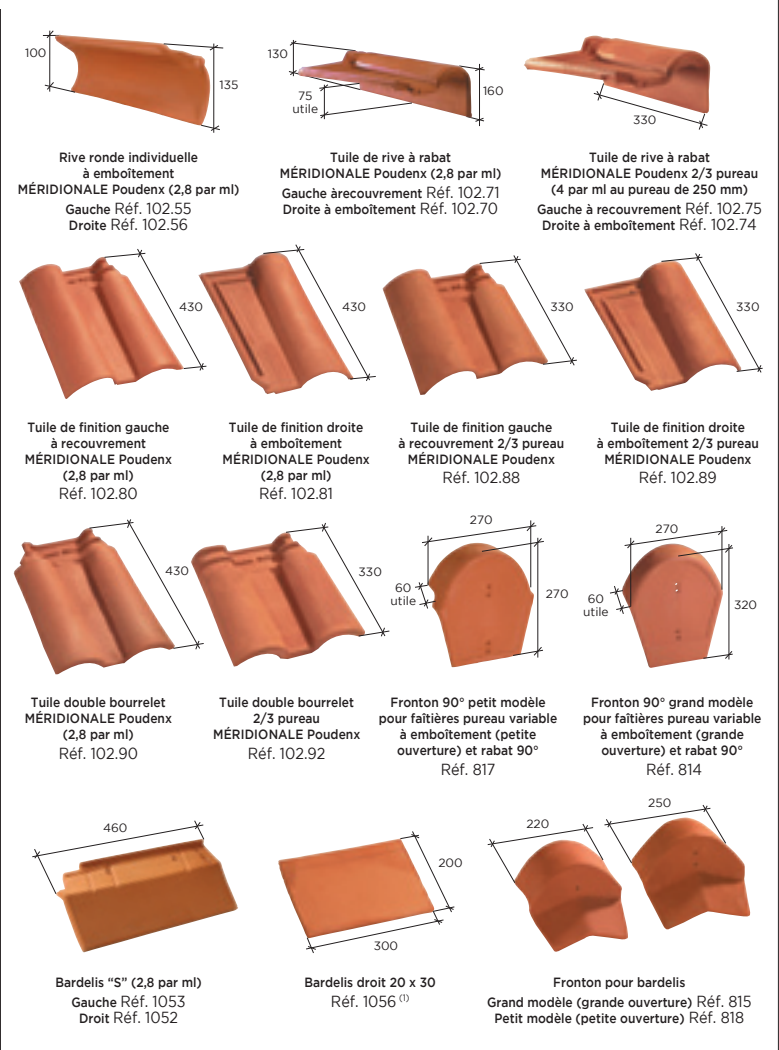 100
135
130
75
utile
160
330
Rive ronde individuelle
à emboîtement
MÉRIDIONALE Poudenx (2,8 par ml)
Gauche Réf. 102.55
Droite Réf. 102.56
Tuile de rive à rabat
MÉRIDIONALE Poudenx (2,8 par ml)
Gauche àrecouvrement Réf. 102.71
Droite à emboîtement Réf. 102.70
Tuile de rive à rabat
MÉRIDIONALE Poudenx 2/3 pureau
(4 par ml au pureau de 250 mm)
Gauche à recouvrement Réf. 102.75
Droite à emboîtement Réf. 102.74
430
430
330
330
Tuile de finition gauche
à recouvrement
MÉRIDIONALE Poudenx
(2,8 par ml)
Réf. 102.80
Tuile de finition droite
à emboîtement
MÉRIDIONALE Poudenx
(2,8 par ml)
Réf. 102.81
Tuile de finition gauche
à recouvrement 2/3 pureau
MÉRIDIONALE Poudenx
Réf. 102.88
Tuile de finition droite
à emboîtement 2/3 pureau
MÉRIDIONALE Poudenx
Réf. 102.89
430
330
270
60
utile
270
270
60
utile
320
Tuile double bourrelet
MÉRIDIONALE Poudenx
(2,8 par ml)
Réf. 102.90
Tuile double bourrelet
2/3 pureau
MÉRIDIONALE Poudenx
Réf. 102.92
Fronton 90° petit modèle
pour faîtières pureau variable
à emboîtement (petite
ouverture) et rabat 90°
Réf. 817
Fronton 90° grand modèle
pour faîtières pureau variable
à emboîtement (grande
ouverture) et rabat 90°
Réf. 814
460
200
300
220
250
Bardelis “S” (2,8 par ml)
Gauche Réf. 1053
Droit Réf. 1052
Bardelis droit 20 x 30
Réf. 1056 (1)
Fronton pour bardelis
Grand modèle (grande ouverture) Réf. 815
Petit modèle (petite ouverture) Réf. 818